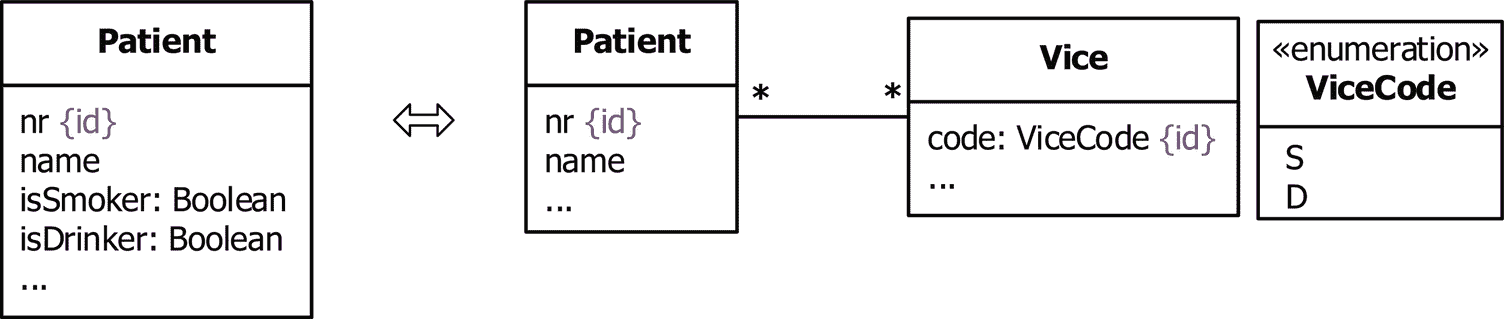 Patient
nr {id}
name
isSmoker: Boolean
isDrinker: Boolean
...
Patient
nr {id}
name
...
*
*
Vice
code: ViceCode {id}
...
«enumeration»
ViceCode
S
D